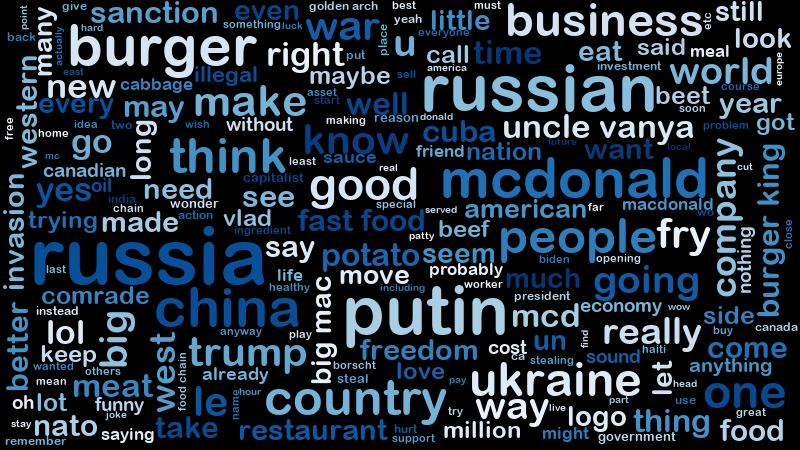 point
give
sanction
even
golden arch
best
must
still
many
actually
hard
something
luck
war
yeah
little
business
etc
back
burger
right
put
place
u
everyone
call
time
eat
said
meal
look
east
new
cabbage
illegal
maybe
sell
america
investment
world
europe
western
every
may
make
asset
start
well
russian
beet
year
soon
course
free
idea
two
wish
without
making
reason
donald
uncle vanya
problem
got
home
go
long
think
least
know
cuba
future
want
local
mc
canadian
capitalist
sauce
real
friend
nation
cut
yes
oil
india
need
wonder
see
good
special
mcdonald
company
burger king
invasion
chain
action
vlad
fast food
served
american
far
macdonald
wo
trying
made
ingredient
patty
beef
people
fry
close
russia
say
potato
seem
biden
opening
nothing
last
life
healthy
move
probably
worker
much
going
comrade
china
including
president
better
instead
big
anyway
play
big mac
putin
mcd
economy
wow
side
buy
canada
lol
keep
west
trump
freedom
cost
un
find
really
come
wanted
others
food chain
already
borscht
steal
love
ca
stealing
sound
haiti
let
anything
mean
meat
hour
name
pay
ukraine
head
use
one
oh
lot
funny
joke
le
country
try
way
live
part
logo
thing
great
stay
nato
saying
take
restaurant
hurt
support
million
might
government
food
remember